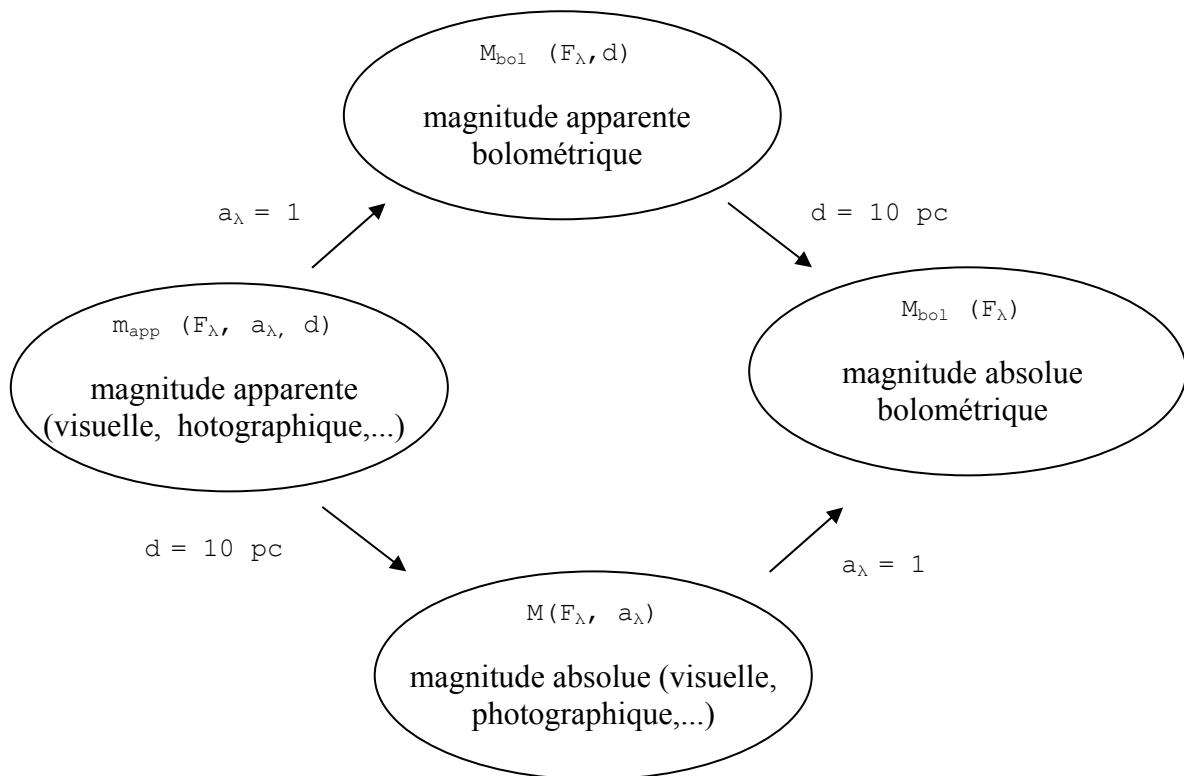 M_bol (F_λ,d)
magnitude apparente
bolométrique
a_λ = 1
d = 10 pc
m_app (F_λ, a_λ, d)
magnitude apparente
(visuelle, hotographique,...)
M_bol (F_λ)
magnitude absolue
bolométrique
d = 10 pc
a_λ = 1
M(F_λ, a_λ)
magnitude absolue (visuelle,
photographique,...)